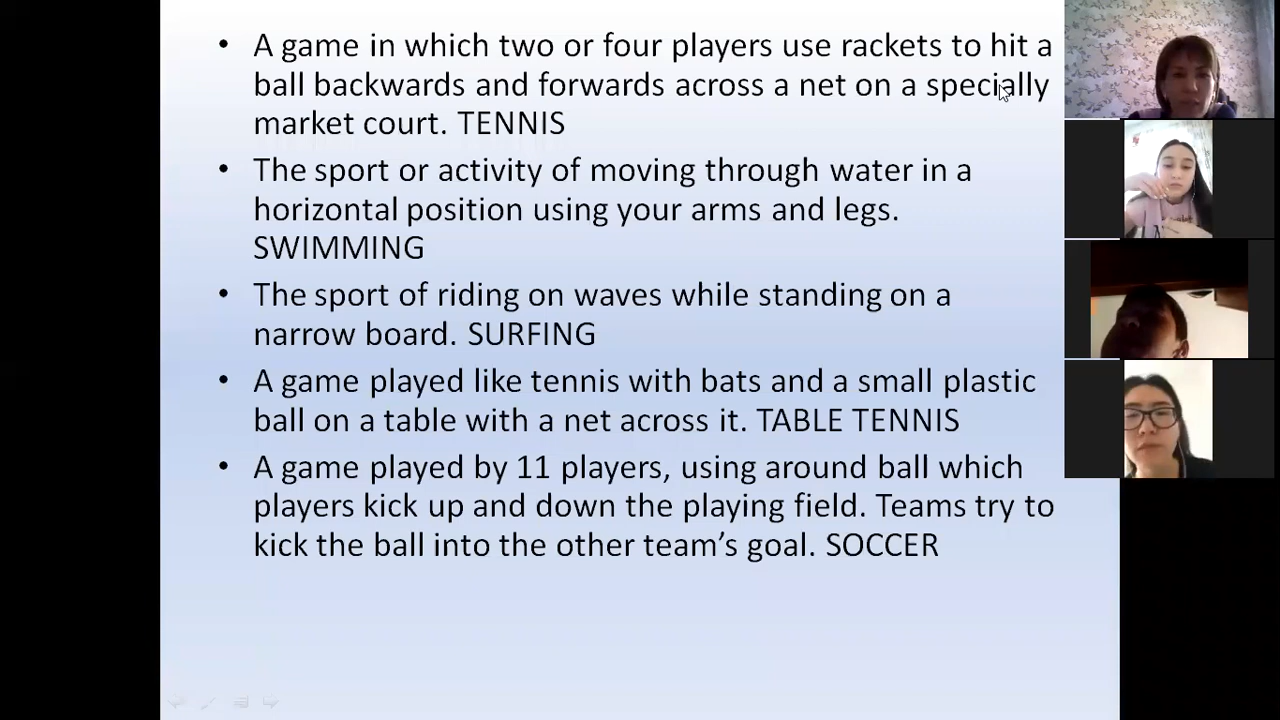 • A game in which two or four players use rackets to hit a
ball backwards and forwards across a net on a specially
market court. TENNIS
• The sport or activity of moving through water in a
horizontal position using your arms and legs.
SWIMMING
• The sport of riding on waves while standing on a
narrow board. SURFING
• A game played like tennis with bats and a small plastic
ball on a table with a net across it. TABLE TENNIS
• A game played by 11 players, using around ball which
players kick up and down the playing field. Teams try to
kick the ball into the other team’s goal. SOCCER